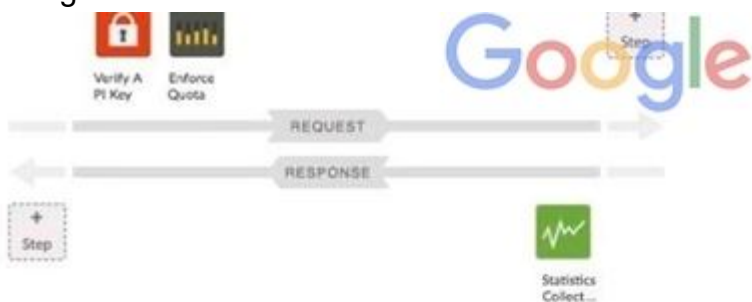 +
Step
Google
Verify A
PI Key
Enforce
Quota
REQUEST
RESPONSE
+
Step
Statistics
Collect...